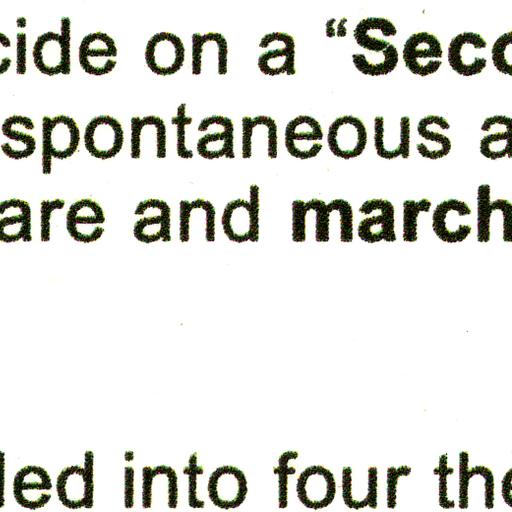 cide on a “Seco
spontaneous a
are and march
led into four the